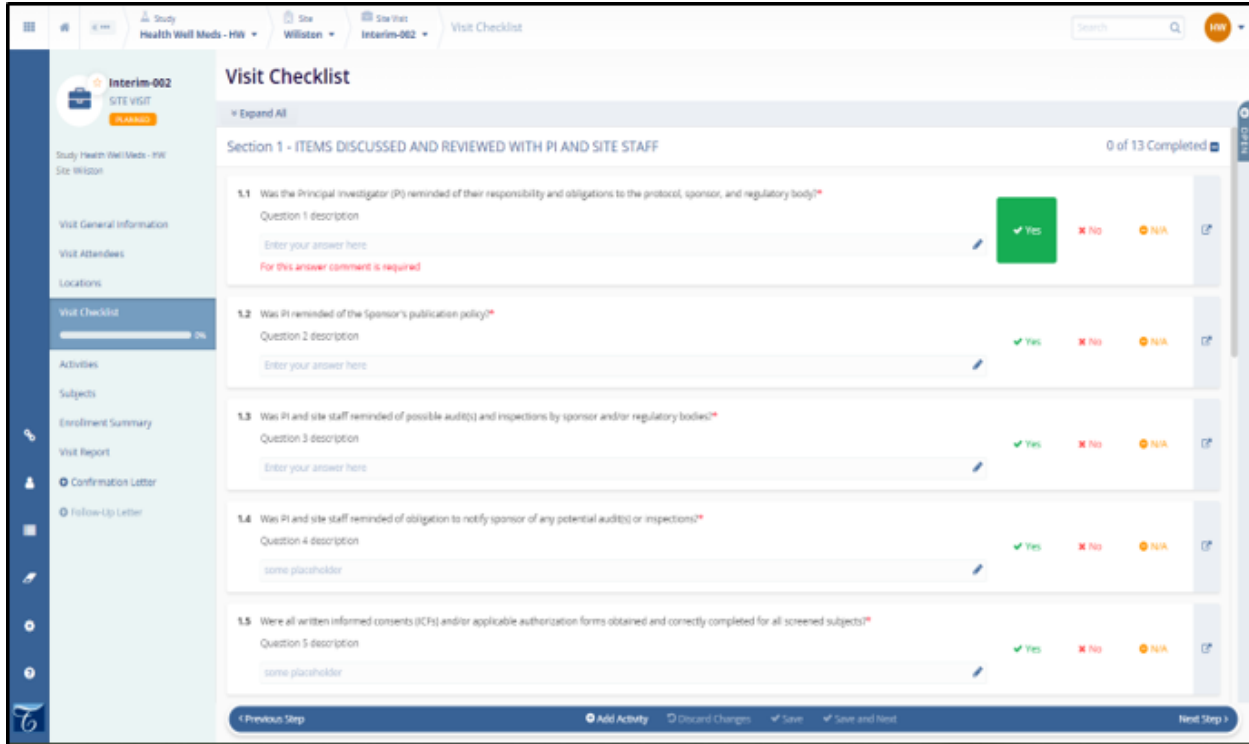 Study
Health Well Meds - HW
Site
Williston
Site Visit
Interim-002
Visit Checklist
Search
HW
Interim-002
SITE VISIT
PLANNED
Study Health Well Meds - HW
Site Williston
Visit General Information
Visit Attendees
Locations
Visit Checklist
0%
Activities
Subjects
Enrollment Summary
Visit Report
Confirmation Letter
Follow-Up Letter
Visit Checklist
Expand All
OPEN
Section 1 - ITEMS DISCUSSED AND REVIEWED WITH PI AND SITE STAFF
0 of 13 Completed
1.1 Was the Principal Investigator (PI) reminded of their responsibility and obligations to the protocol, sponsor, and regulatory body?*
Question 1 description
Enter your answer here
For this answer comment is required
Yes No N/A
1.2 Was PI reminded of the Sponsor's publication policy?*
Question 2 description
Enter your answer here
Yes No N/A
1.3 Was PI and site staff reminded of possible audit(s) and inspections by sponsor and/or regulatory bodies?*
Question 3 description
Enter your answer here
Yes No N/A
1.4 Was PI and site staff reminded of obligation to notify sponsor of any potential audit(s) or inspections?*
Question 4 description
some placeholder
Yes No N/A
1.5 Were all written informed consents (ICFs) and/or applicable authorization forms obtained and correctly completed for all screened subjects?*
Question 5 description
some placeholder
Yes No N/A
Previous Step
Add Activity
Discard Changes
Save
Save and Next
Next Step